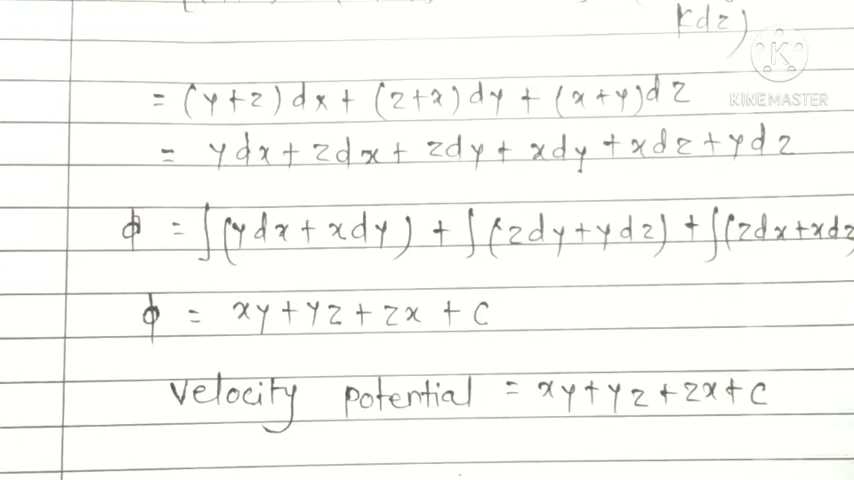 kdz)
KINEMASTER
= (y+z)dx + (z+x)dy + (x+y)dz
= ydx + zdx + zdy + xdy + xdz + ydz
ϕ = ∫(ydx + xdy) + ∫(zdy + ydz) + ∫(zdx + xdz
ϕ = xy + yz + zx + c
Velocity potential = xy + yz + zx + c